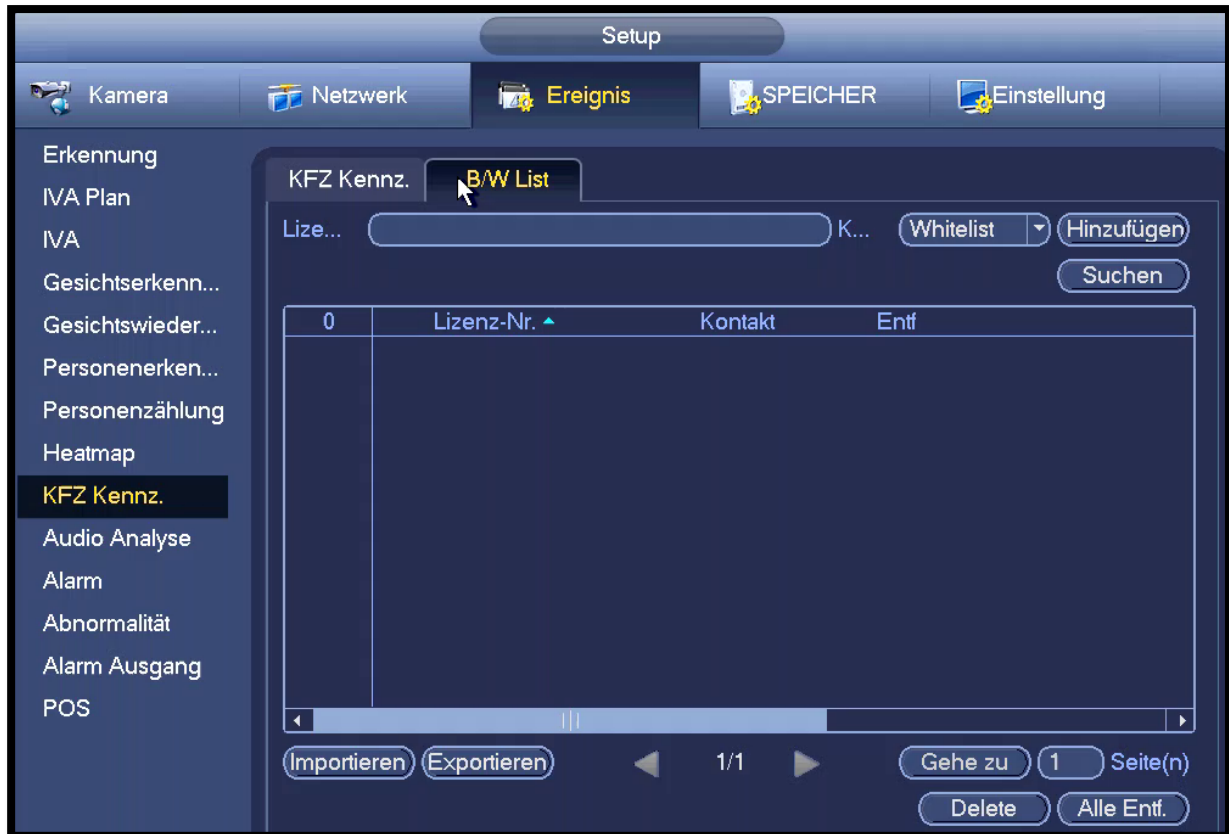 Setup
Kamera Netzwerk Ereignis SPEICHER Einstellung
Erkennung
IVA Plan
IVA
Gesichtserkenn...
Gesichtswieder...
Personenerken...
Personenzählung
Heatmap
KFZ Kennz.
Audio Analyse
Alarm
Abnormalität
Alarm Ausgang
POS
KFZ Kennz. B/W List
Lize... K... Whitelist Hinzufügen
Suchen
0 Lizenz-Nr. Kontakt Entf
Importieren Exportieren 1/1 Gehe zu 1 Seite(n)
Delete Alle Entf.